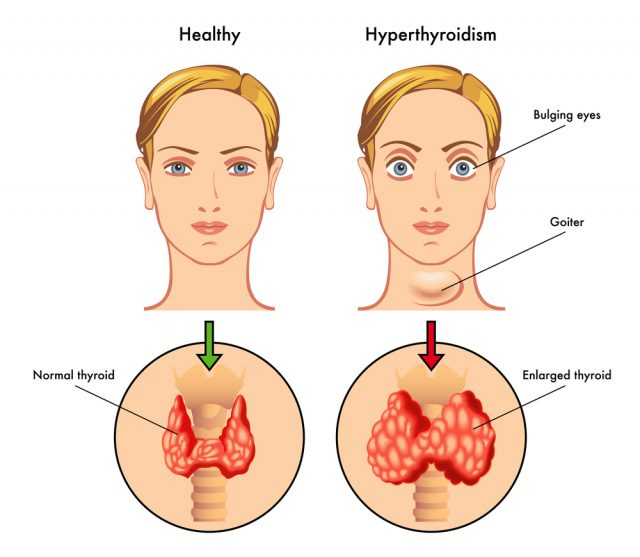 Healthy
Hyperthyroidism
Bulging eyes
Goiter
Normal thyroid
Enlarged thyroid